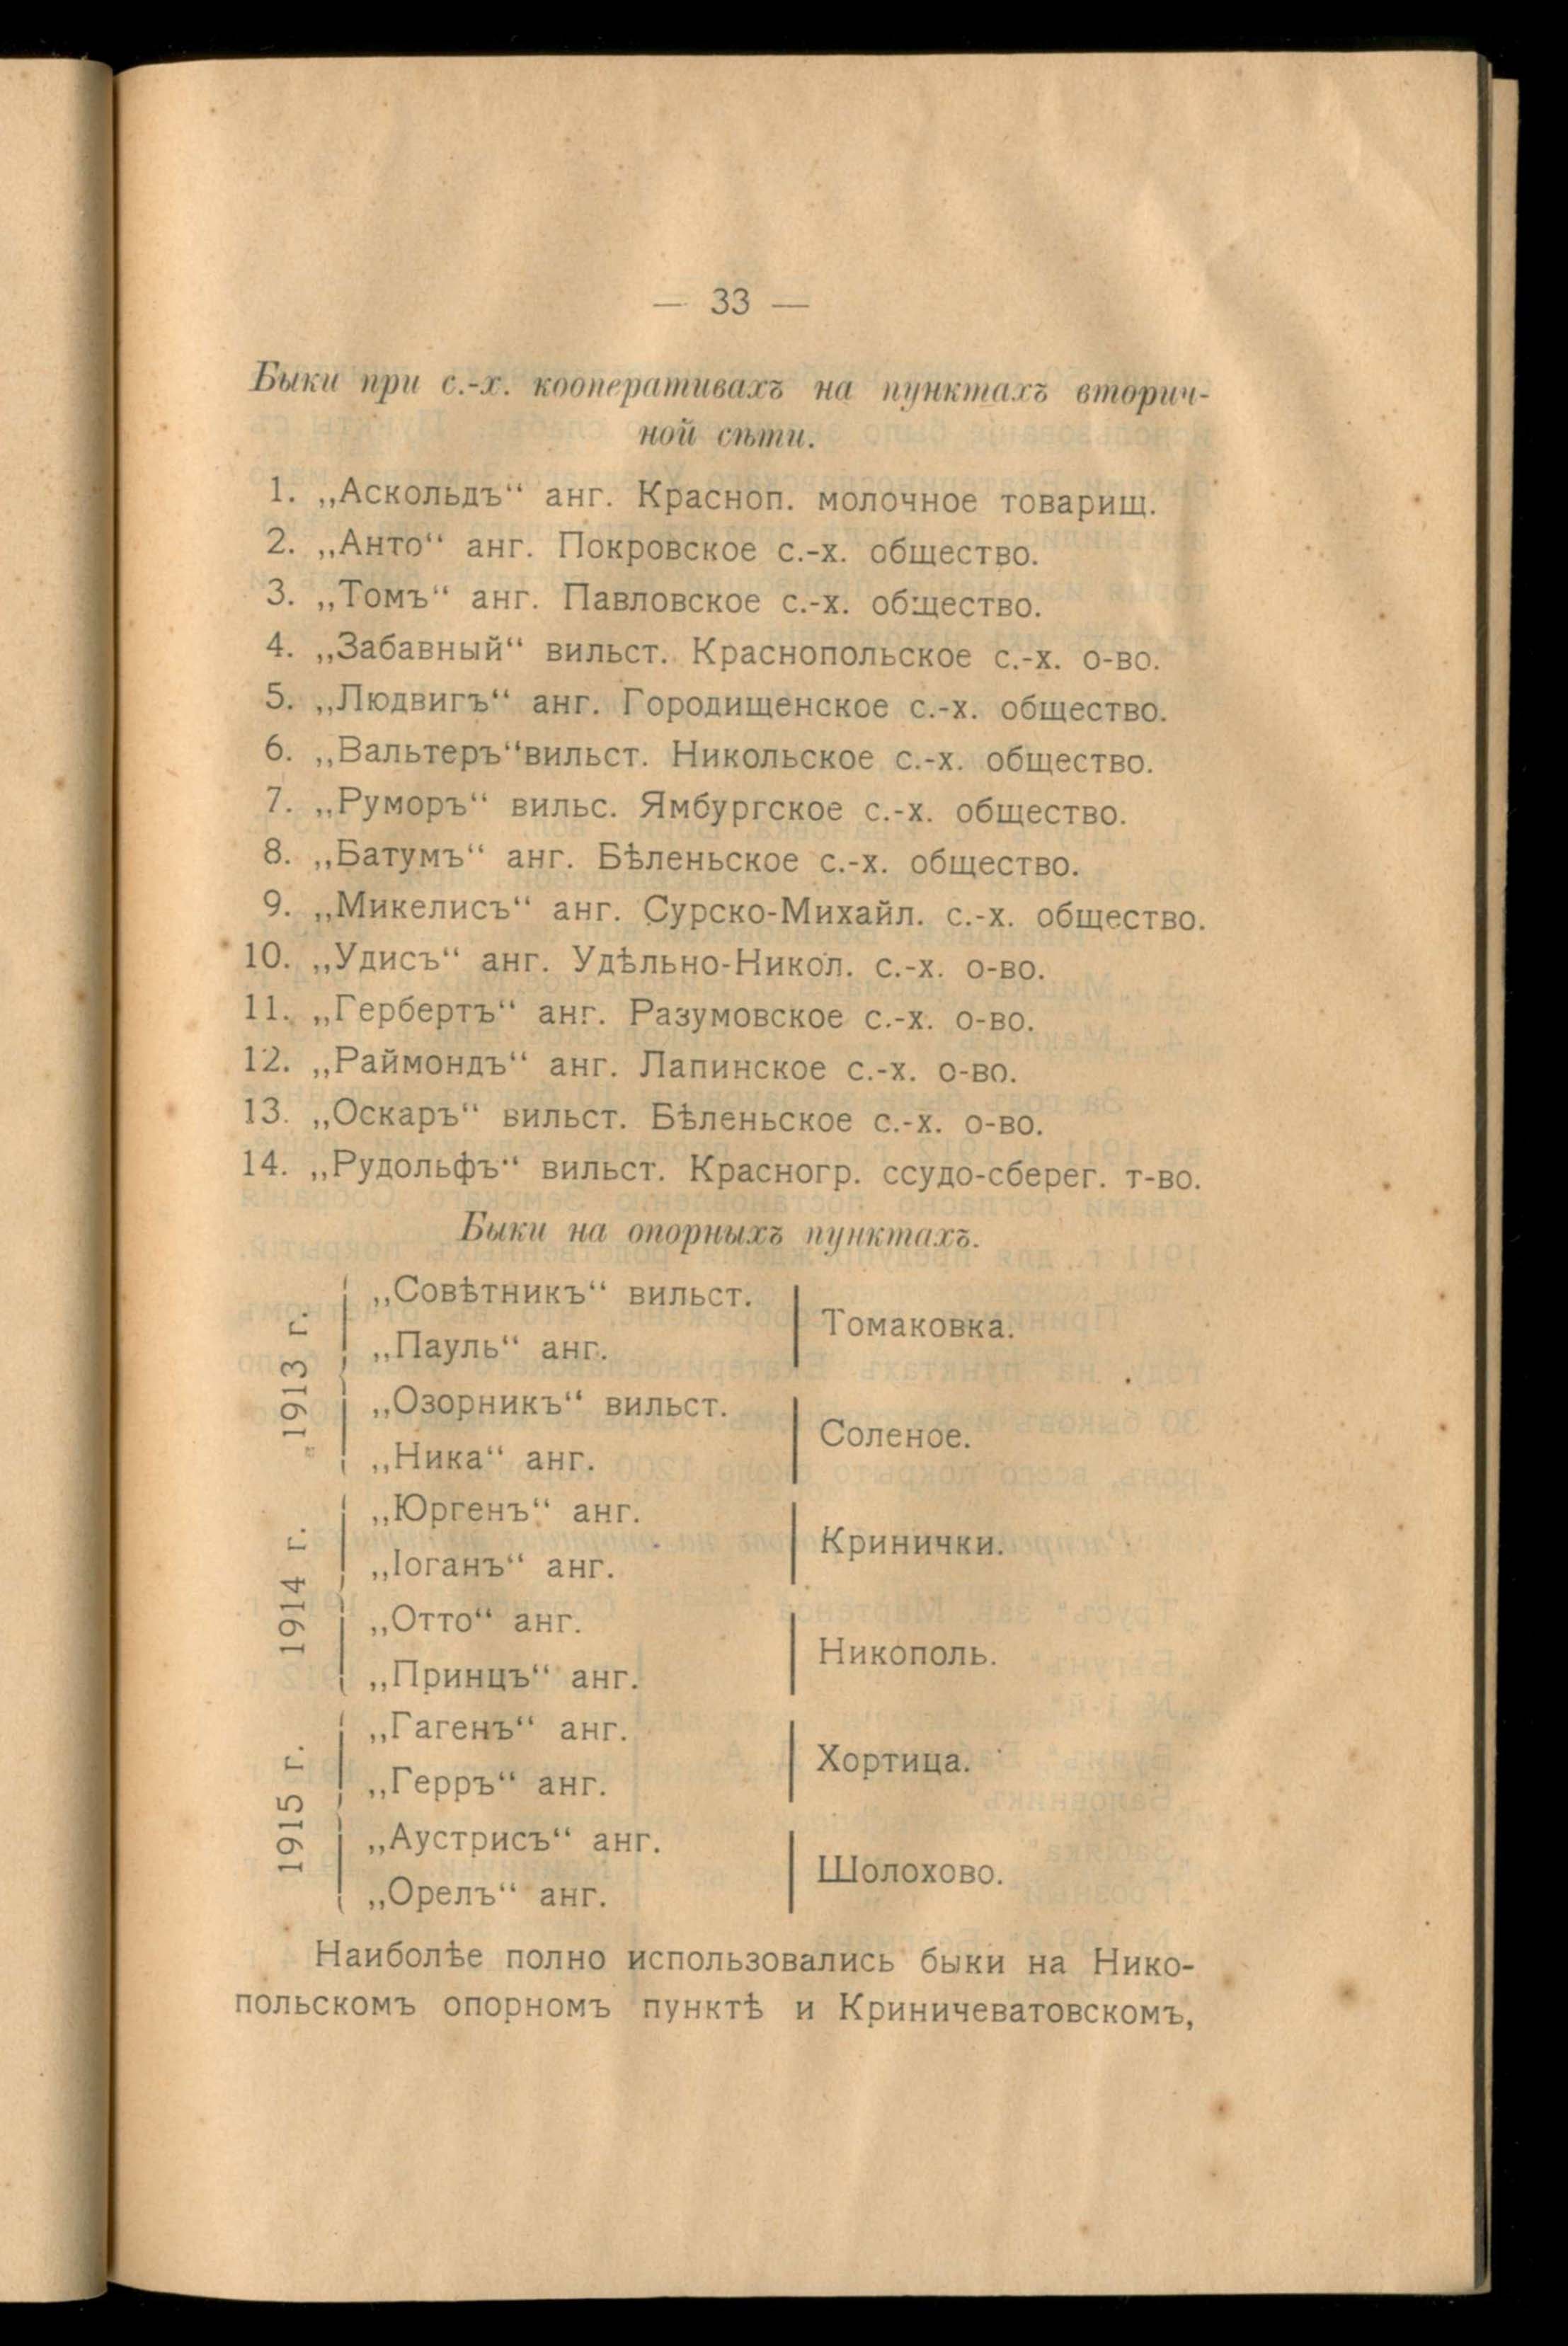 — 33 —
Быки при с.-х. кооперативахъ на пунктахъ вторич-
ной сѣти.
1. „Аскольдъ“ анг. Красноп. молочное товарищ.
2. „Анто“ анг. Покровское с.-х. общество.
3. „Томъ“ анг. Павловское с.-х. общество.
4. „Забавный“ вильст. Краснопольское с.-х. о-во.
5. „Людвигъ“ анг. Городищенское с.-х. общество.
6. „Вальтеръ“вильст. Никольское с.-х. общество.
7. „Руморъ“ вильс. Ямбургское с.-х. общество.
8. „Батумъ“ анг. Бѣленьское с.-х. общество.
9. „Микелисъ“ анг. Сурско-Михайл. с.-х. общество.
10. „Удисъ“ анг. Удѣльно-Никол. с.-х. о-во.
11. „Гербертъ“ анг. Разумовское с.-х. о-во.
12. „Раймондъ“ анг. Лапинское с.-х. о-во.
13. „Оскаръ“ вильст. Бѣленьское с.-х. о-во.
14. „Рудольфъ“ вильст. Красногр. ссудо-сберег. т-во.
Быки на опорныхъ пунктахъ.
1913 г.
„Совѣтникъ“ вильст.
„Пауль“ анг.
Томаковка.
„Озорникъ“ вильст.
„Ника“ анг.
Соленое.
1914 г.
„Юргенъ“ анг.
„Іоганъ“ анг.
Кринички.
„Отто“ анг.
„Принцъ“ анг.
Никополь.
1915 г.
„Гагенъ“ анг.
„Герръ“ анг.
Хортица.
„Аустрисъ“ анг.
„Орелъ“ анг.
Шолохово.
Наиболѣе полно использовались быки на Нико-
польскомъ опорномъ пунктѣ и Криничеватовскомъ,